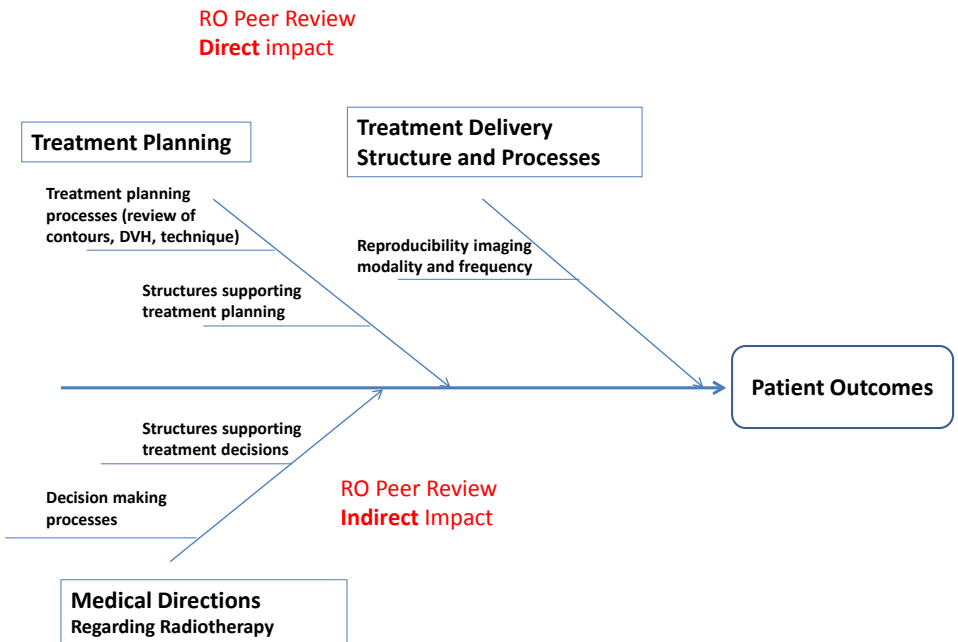 RO Peer Review
Direct impact
Treatment Planning
Treatment Delivery
Structure and Processes
Treatment planning
processes (review of
contours, DVH, technique)
Reproducibility imaging
modality and frequency
Structures supporting
treatment planning
Patient Outcomes
Structures supporting
treatment decisions
Decision making
processes
RO Peer Review
Indirect Impact
Medical Directions
Regarding Radiotherapy